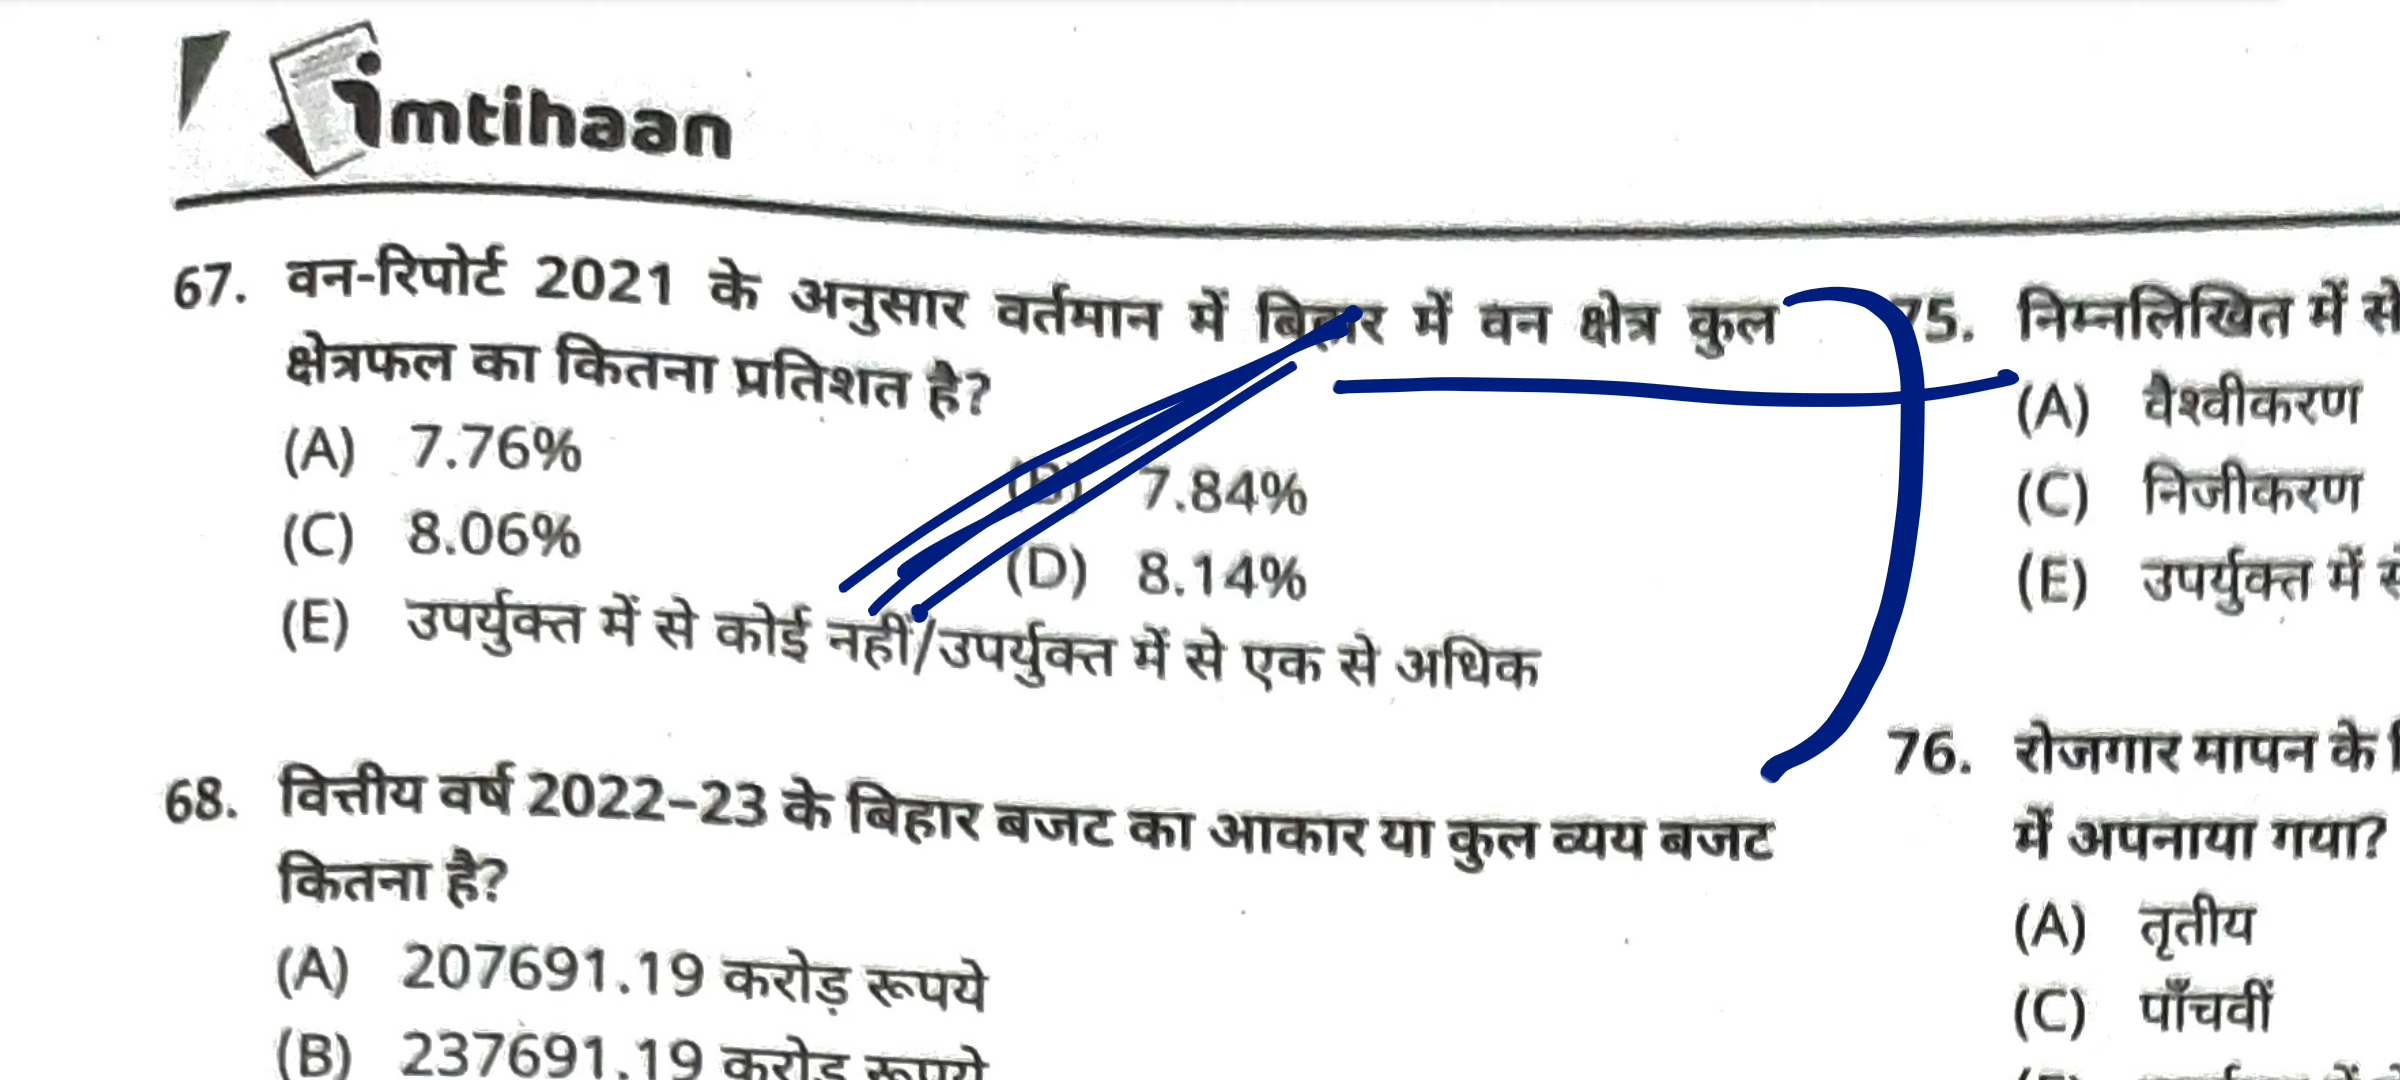 imtihaan
67. वन-रिपोर्ट 2021 के अनुसार वर्तमान में बिहार में वन क्षेत्र कुल
क्षेत्रफल का कितना प्रतिशत है?
(A) 7.76%
(B) 7.84%
(C) 8.06%
(D) 8.14%
(E) उपर्युक्त में से कोई नहीं/उपर्युक्त में से एक से अधिक
68. वित्तीय वर्ष 2022-23 के बिहार बजट का आकार या कुल व्यय बजट
कितना है?
(A) 207691.19 करोड़ रूपये
(B) 237691.19 करोड़ रूपये
75. निम्नलिखित में से
(A) वैश्वीकरण
(C) निजीकरण
(E) उपर्युक्त में
76. रोजगार मापन के
में अपनाया गया?
(A) तृतीय
(C) पाँचवीं